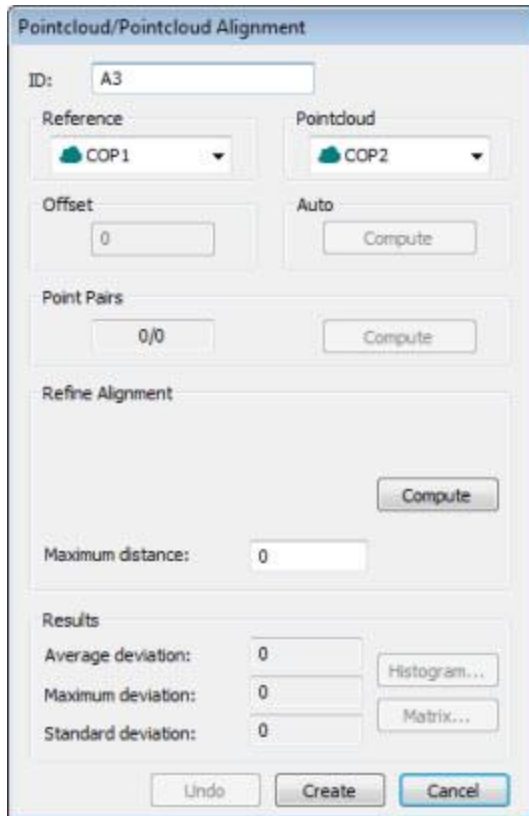 Pointcloud/Pointcloud Alignment
ID: A3
Reference Pointcloud
COP1 COP2
Offset Auto
0 Compute
Point Pairs
0/0 Compute
Refine Alignment
Compute
Maximum distance: 0
Results
Average deviation: 0
Histogram...
Maximum deviation: 0
Matrix...
Standard deviation: 0
Undo Create Cancel